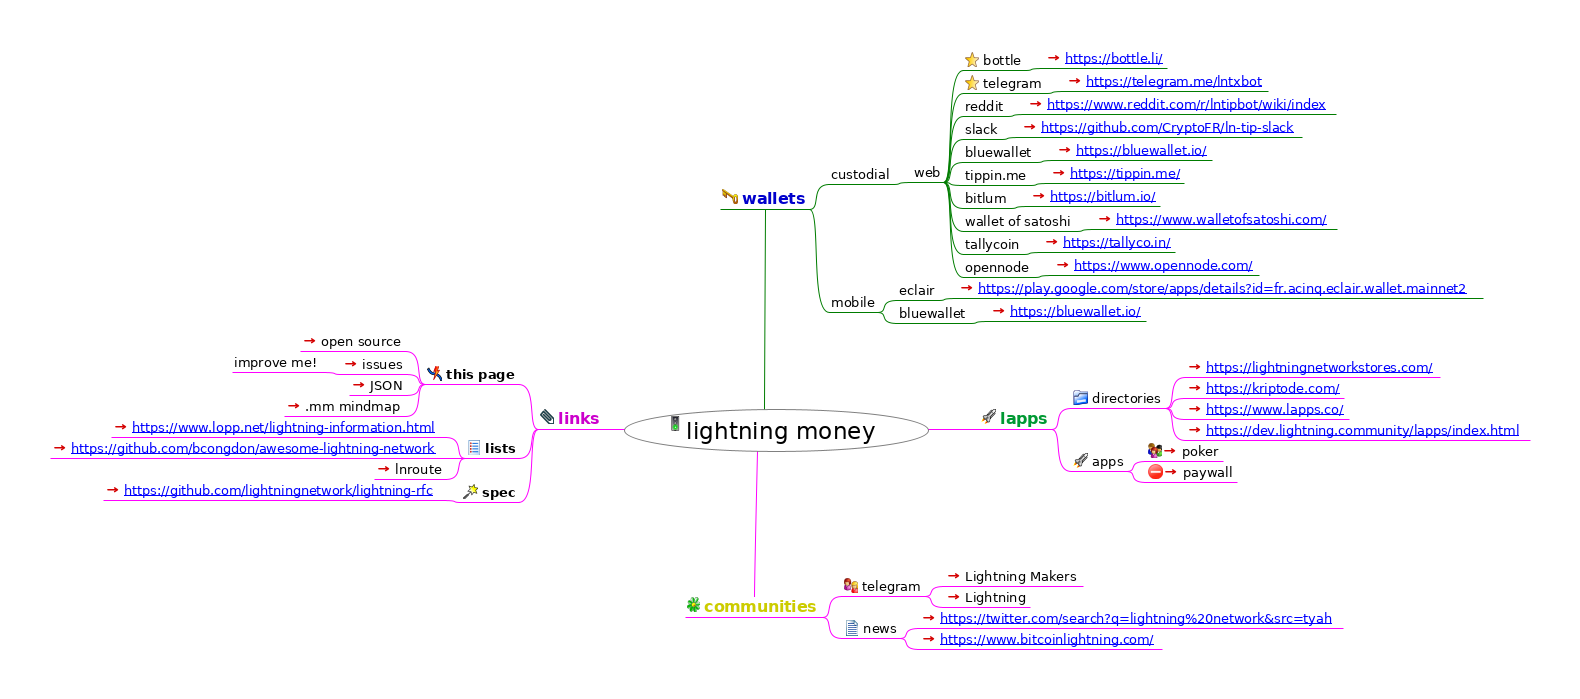 bottle → https://bottle.li/
telegram → https://telegram.me/lntxbot
reddit → https://www.reddit.com/r/lntipbot/wiki/index
slack → https://github.com/CryptoFR/ln-tip-slack
bluewallet → https://bluewallet.io/
custodial web tippin.me → https://tippin.me/
wallets bitlum → https://bitlum.io/
wallet of satoshi → https://www.walletofsatoshi.com/
tallycoin → https://tallyco.in/
opennode → https://www.opennode.com/
mobile eclair → https://play.google.com/store/apps/details?id=fr.acinq.eclair.wallet.mainnet2
bluewallet → https://bluewallet.io/
→ open source
improve me! → issues
this page
→ JSON
→ .mm mindmap
links
→ https://www.lopp.net/lightning-information.html
→ https://github.com/bcongdon/awesome-lightning-network
lists
→ lnroute
→ https://github.com/lightningnetwork/lightning-rfc
spec
lightning money
lapps
directories
→ https://lightningnetworkstores.com/
→ https://kriptode.com/
→ https://www.lapps.co/
→ https://dev.lightning.community/lapps/index.html
apps
→ poker
→ paywall
communities
telegram
→ Lightning Makers
→ Lightning
news
→ https://twitter.com/search?q=lightning%20network&src=tyah
→ https://www.bitcoinlightning.com/